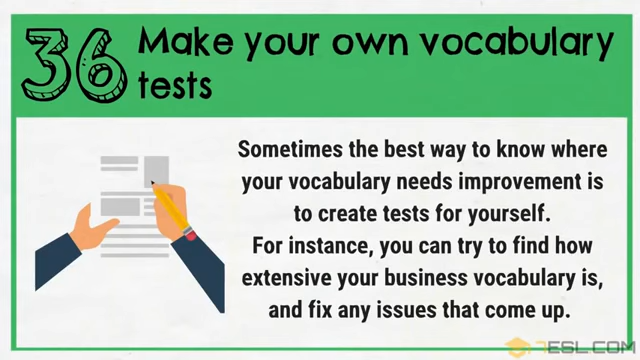 36 Make your own vocabulary
tests
Sometimes the best way to know where
your vocabulary needs improvement is
to create tests for yourself.
For instance, you can try to find how
extensive your business vocabulary is,
and fix any issues that come up.
7ESL.COM